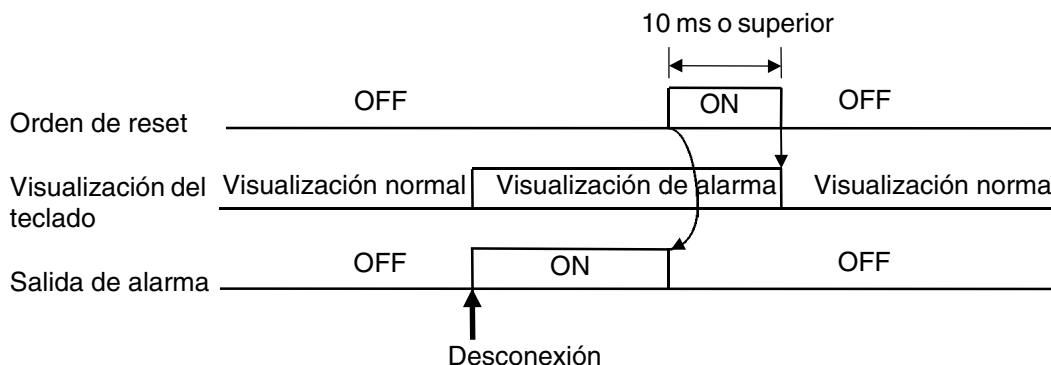 10 ms o superior
OFF ON OFF
Orden de reset
Visualización del teclado
Visualización normal Visualización de alarma Visualización norma
OFF ON OFF
Salida de alarma
Desconexión